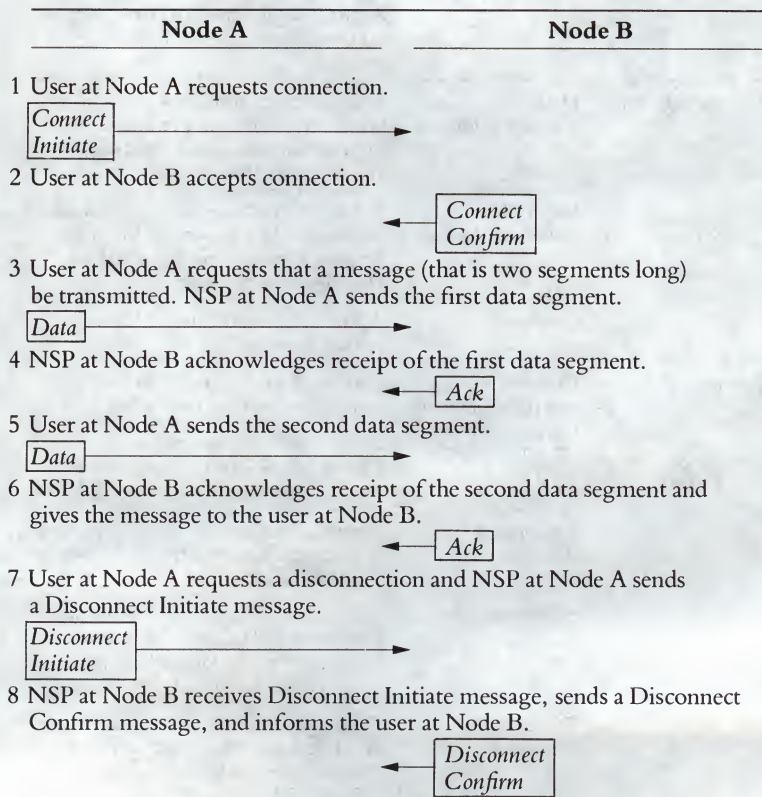 Node A Node B
1 User at Node A requests connection.
Connect
Initiate
2 User at Node B accepts connection.
Connect
Confirm
3 User at Node A requests that a message (that is two segments long)
be transmitted. NSP at Node A sends the first data segment.
Data
4 NSP at Node B acknowledges receipt of the first data segment.
Ack
5 User at Node A sends the second data segment.
Data
6 NSP at Node B acknowledges receipt of the second data segment and
gives the message to the user at Node B.
Ack
7 User at Node A requests a disconnection and NSP at Node A sends
a Disconnect Initiate message.
Disconnect
Initiate
8 NSP at Node B receives Disconnect Initiate message, sends a Disconnect
Confirm message, and informs the user at Node B.
Disconnect
Confirm